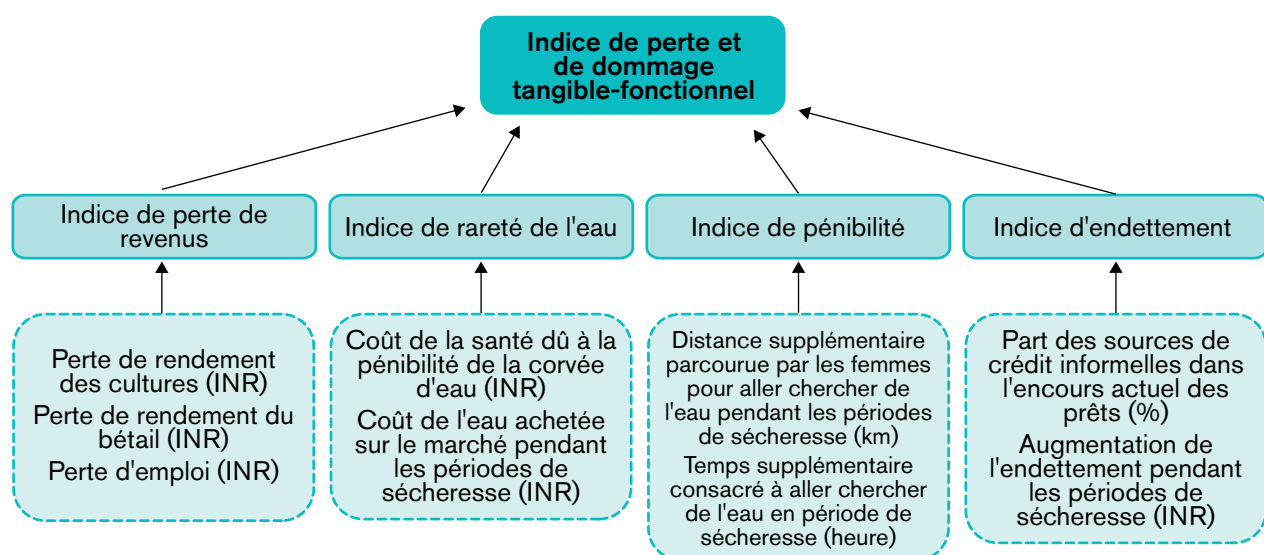 Indice de perte et
de dommage
tangible-fonctionnel
Indice de perte de
revenus
Indice de rareté de l'eau
Indice de pénibilité
Indice d'endettement
Perte de rendement
des cultures (INR)
Perte de rendement du
bétail (INR)
Perte d'emploi (INR)
Coût de la santé dû à la
pénibilité de la corvée
d'eau (INR)
Coût de l'eau achetée
sur le marché pendant
les périodes de
sécheresse (INR)
Distance supplémentaire
parcourue par les femmes
pour aller chercher de
l'eau pendant les périodes
de sécheresse (km)
Temps supplémentaire
consacré à aller chercher
de l'eau en période de
sécheresse (heure)
Part des sources de
crédit informelles dans
l'encours actuel des
prêts (%)
Augmentation de
l'endettement pendant
les périodes de
sécheresse (INR)